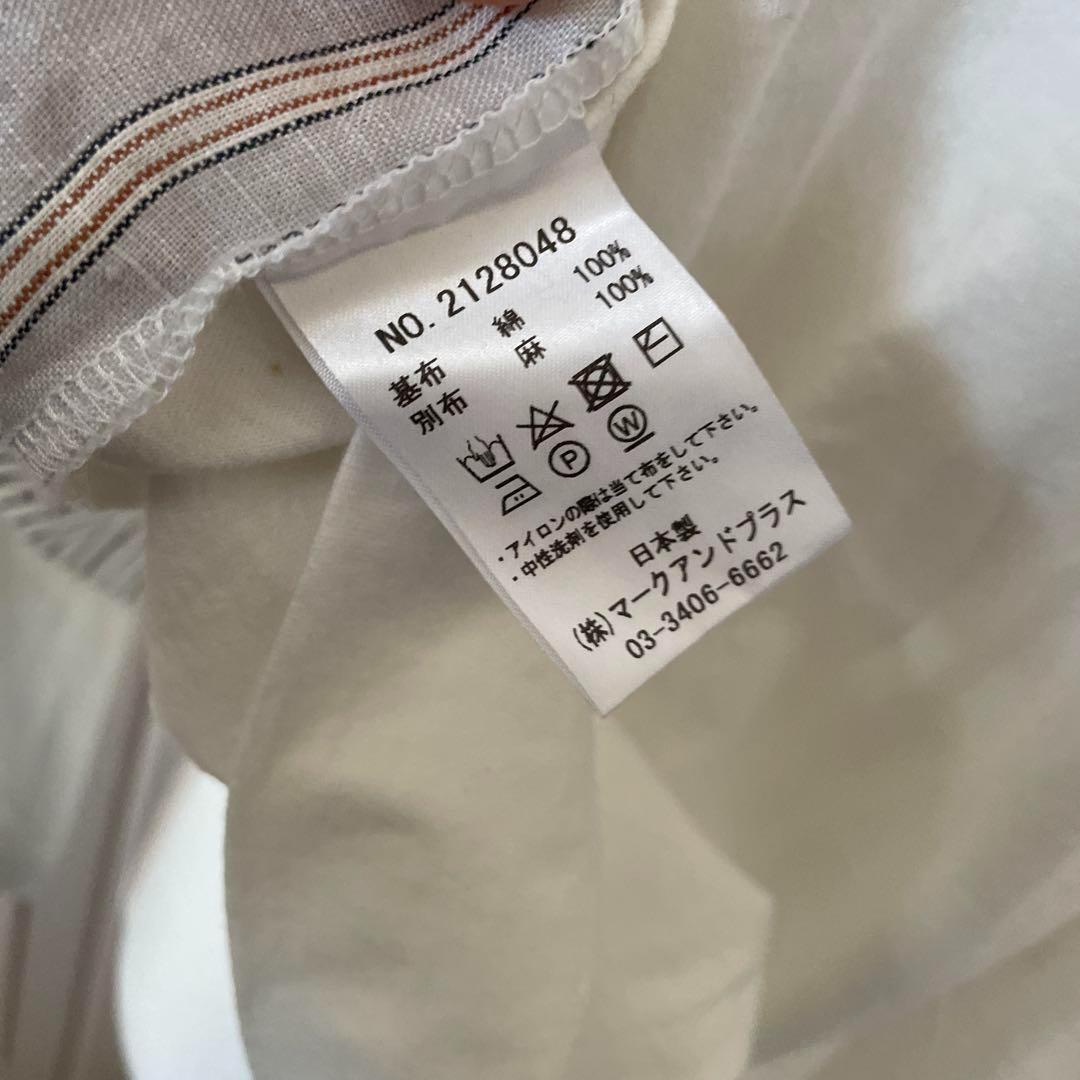 NO. 2128048
基布 綿 100%
別布 麻 100%
P W
・アイロンの際は当て布をして下さい。
・中性洗剤を使用して下さい。
日本製
(株)マークアンドプラス
03-3406-6662